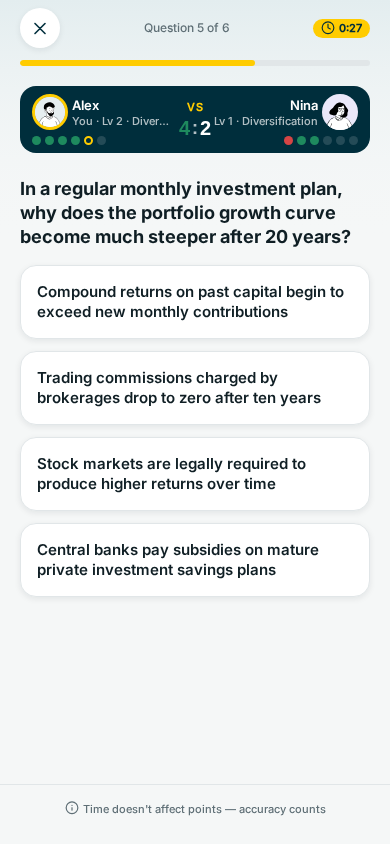 Question 5 of 6
0:27
Alex
You · Lv 2 · Diver...
VS
4:2
Nina
Lv 1 · Diversification
In a regular monthly investment plan,
why does the portfolio growth curve
become much steeper after 20 years?
Compound returns on past capital begin to
exceed new monthly contributions
Trading commissions charged by
brokerages drop to zero after ten years
Stock markets are legally required to
produce higher returns over time
Central banks pay subsidies on mature
private investment savings plans
Time doesn't affect points — accuracy counts